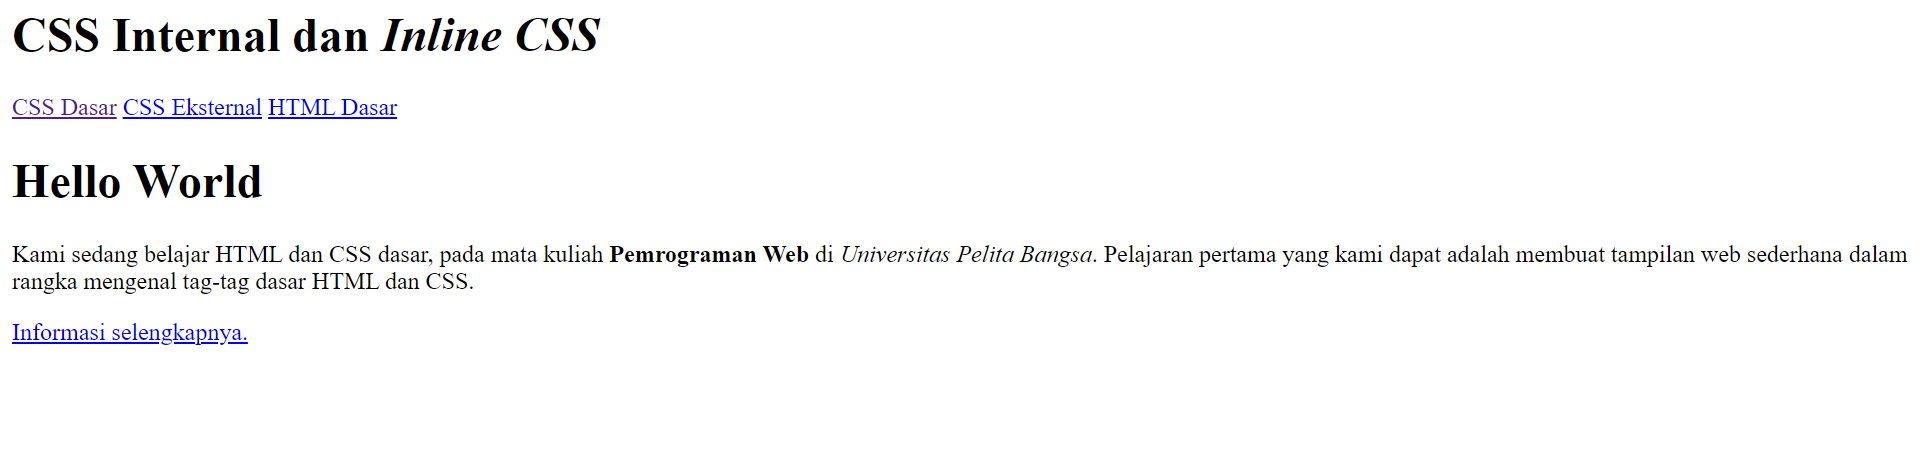 CSS Internal dan Inline CSS
CSS Dasar CSS Eksternal HTML Dasar
Hello World
Kami sedang belajar HTML dan CSS dasar, pada mata kuliah Pemrograman Web di Universitas Pelita Bangsa. Pelajaran pertama yang kami dapat adalah membuat tampilan web sederhana dalam
rangka mengenal tag-tag dasar HTML dan CSS.
Informasi selengkapnya.